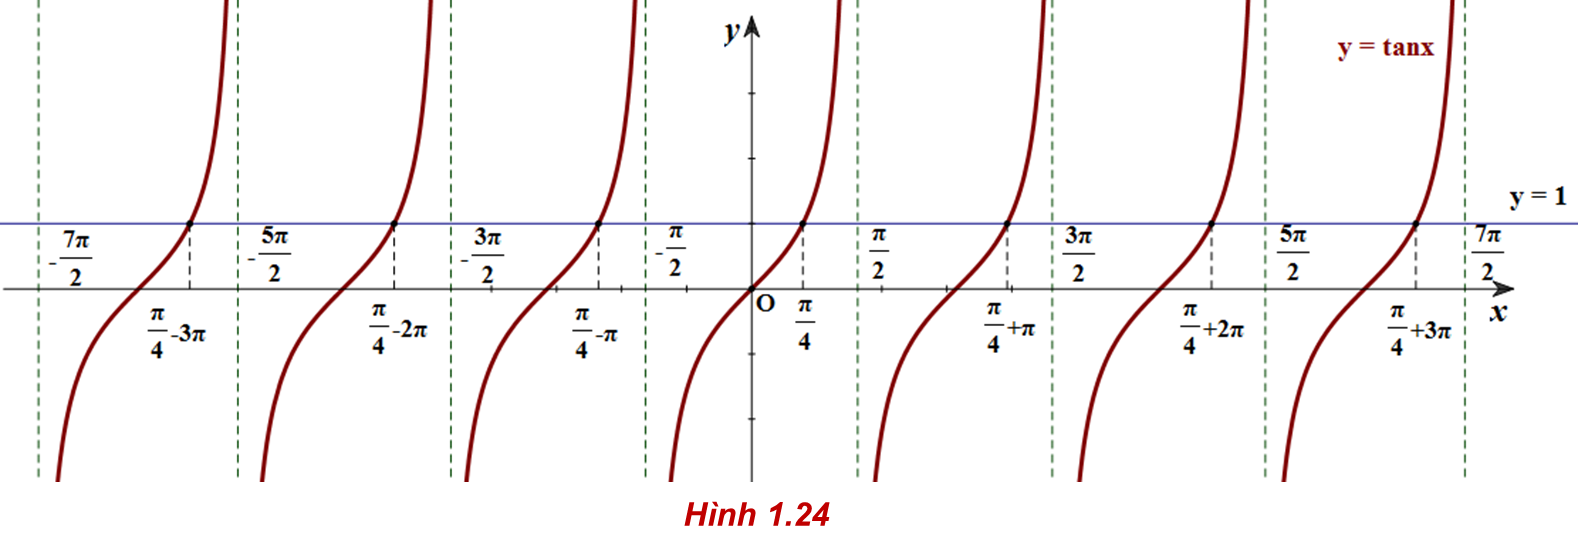 y
y = tanx
y = 1
-7π/2
-5π/2
-3π/2
-π/2
π/2
3π/2
5π/2
7π/2
π/4-3π
π/4-2π
π/4-π
O
π/4
π/4+π
π/4+2π
π/4+3π
x
Hình 1.24